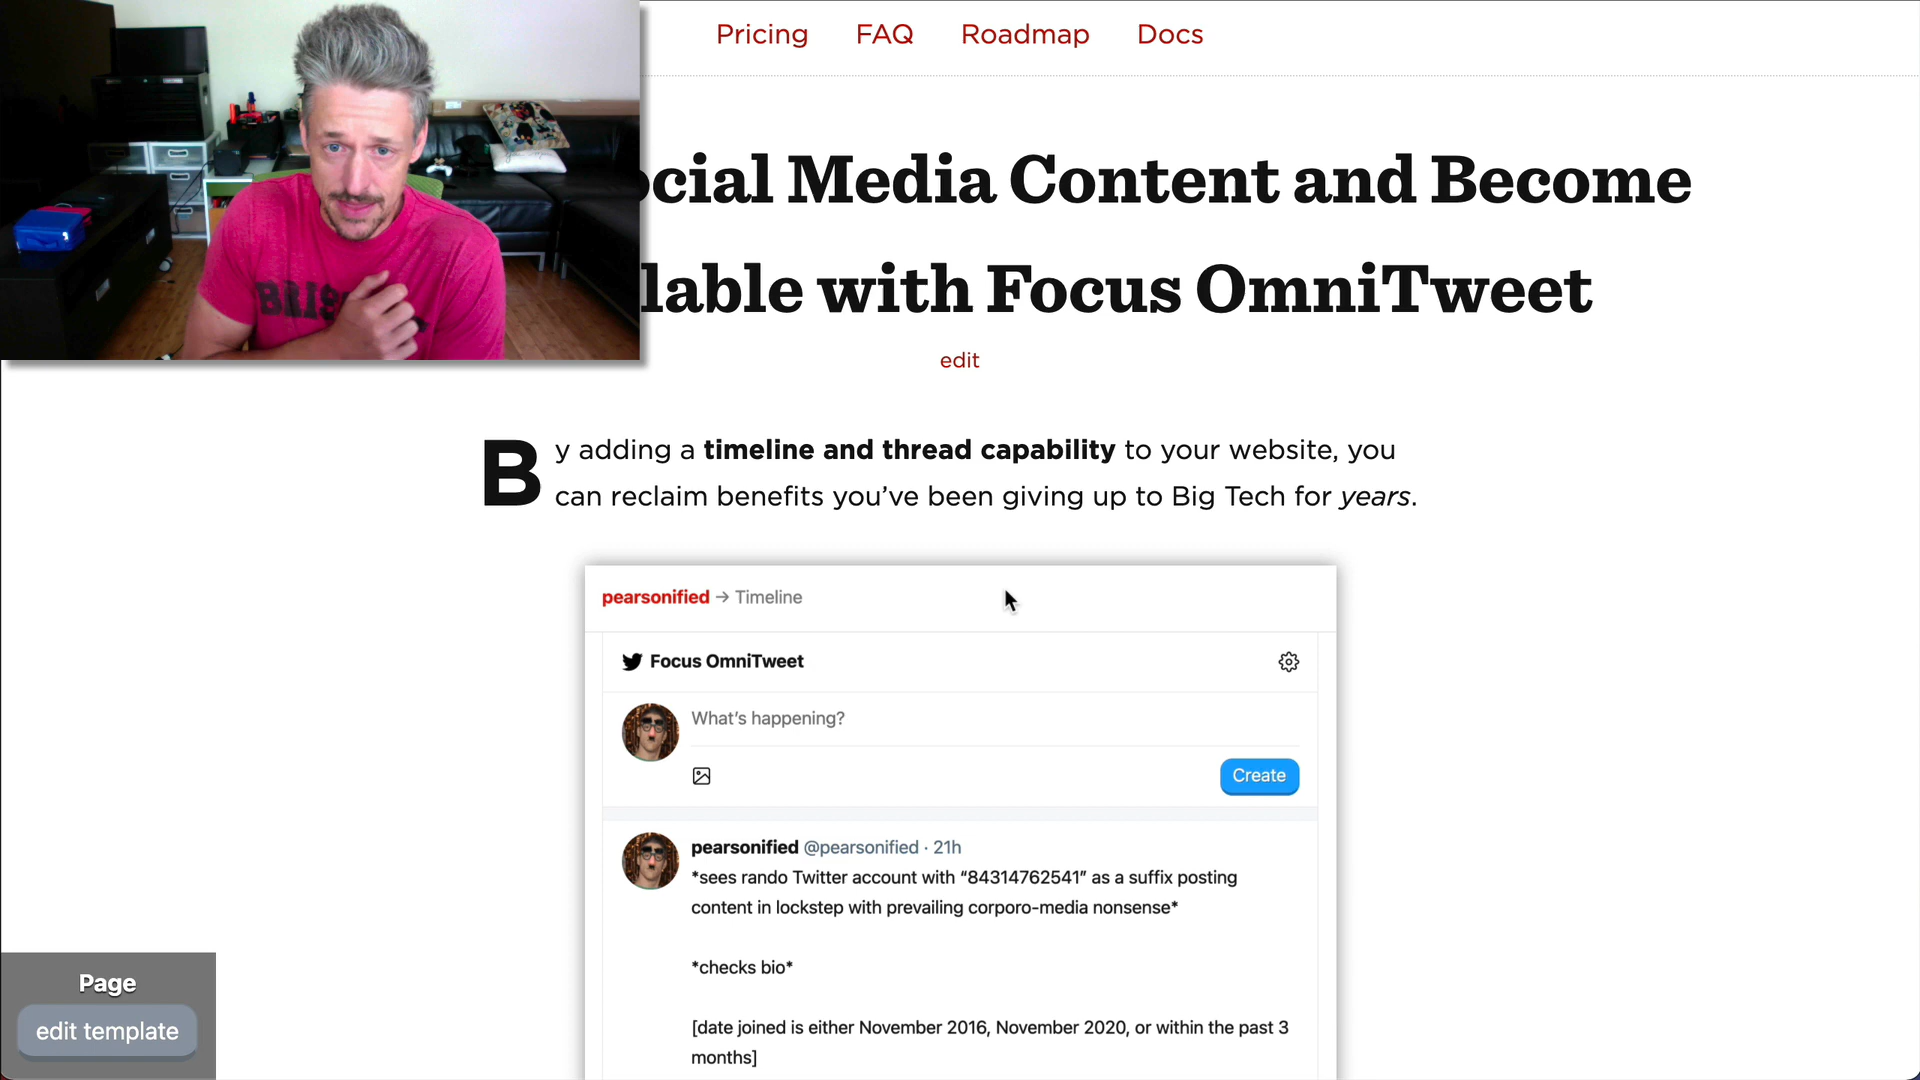 Pricing FAQ Roadmap Docs
ocial Media Content and Become
lable with Focus OmniTweet
edit
By adding a timeline and thread capability to your website, you
can reclaim benefits you’ve been giving up to Big Tech for years.
pearsonified → Timeline
Focus OmniTweet
What’s happening?
Create
pearsonified @pearsonified · 21h
*sees rando Twitter account with “84314762541” as a suffix posting
content in lockstep with prevailing corporo-media nonsense*
*checks bio*
[date joined is either November 2016, November 2020, or within the past 3
months]
Page
edit template